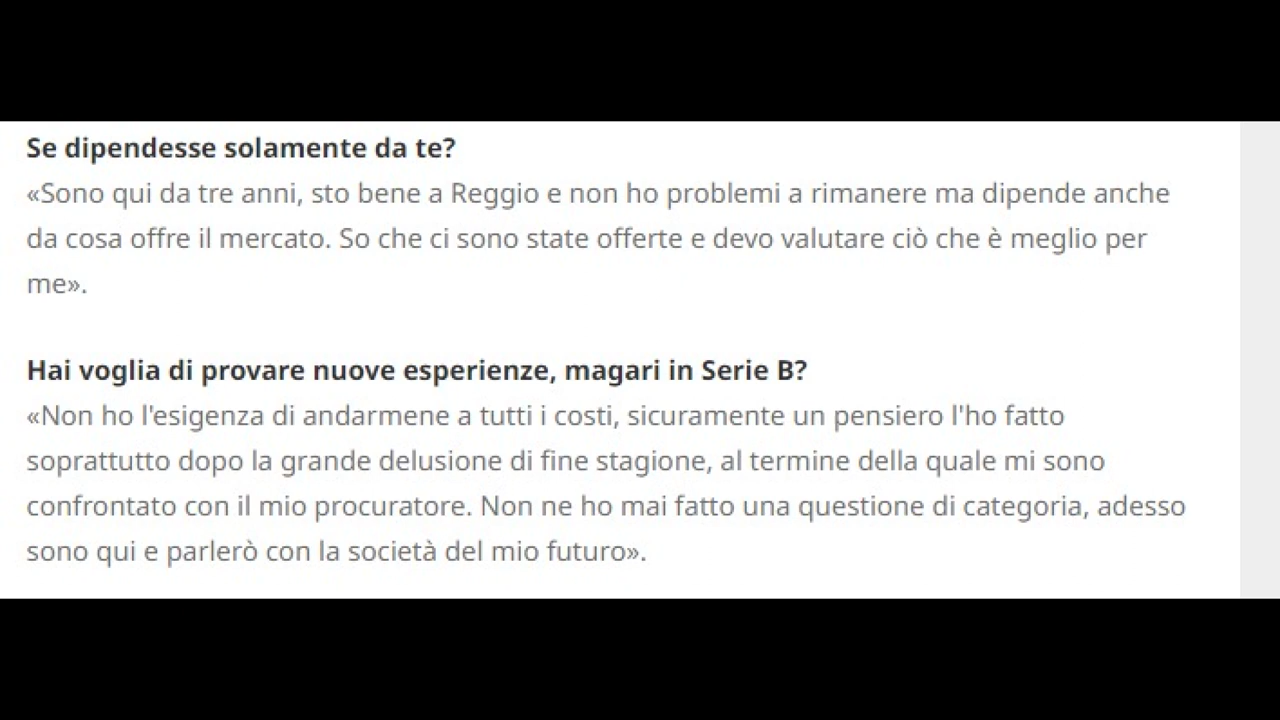 Se dipendesse solamente da te?
«Sono qui da tre anni, sto bene a Reggio e non ho problemi a rimanere ma dipende anche
da cosa offre il mercato. So che ci sono state offerte e devo valutare ciò che è meglio per
me».
Hai voglia di provare nuove esperienze, magari in Serie B?
«Non ho l'esigenza di andarmene a tutti i costi, sicuramente un pensiero l'ho fatto
soprattutto dopo la grande delusione di fine stagione, al termine della quale mi sono
confrontato con il mio procuratore. Non ne ho mai fatto una questione di categoria, adesso
sono qui e parlerò con la società del mio futuro».